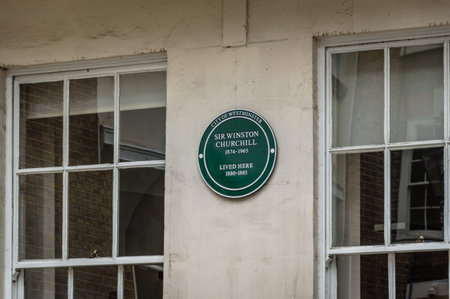 CITY OF WESTMINSTER
SIR WINSTON
CHURCHILL
1874-1965
LIVED HERE
1880-1883